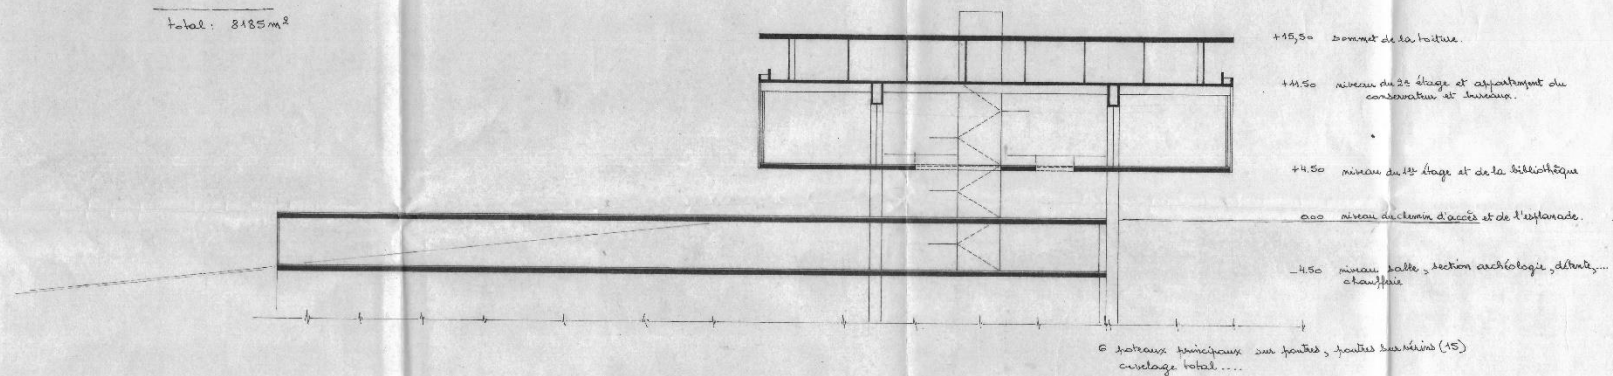 total: 8185m²
+15,50 sommet de la toiture.
+11.50 niveau du 2e étage et appartement du
conservateur et bureaux.
+4.50 niveau du 1er étage et de la bibliothèque
0.00 niveau du chemin d'accès et de l'esplanade.
-4.50 niveau salle, section archéologie, détente,....
chaufferie
6 poteaux principaux sur poutres, poutres sur vérins (15)
cuvelage total....